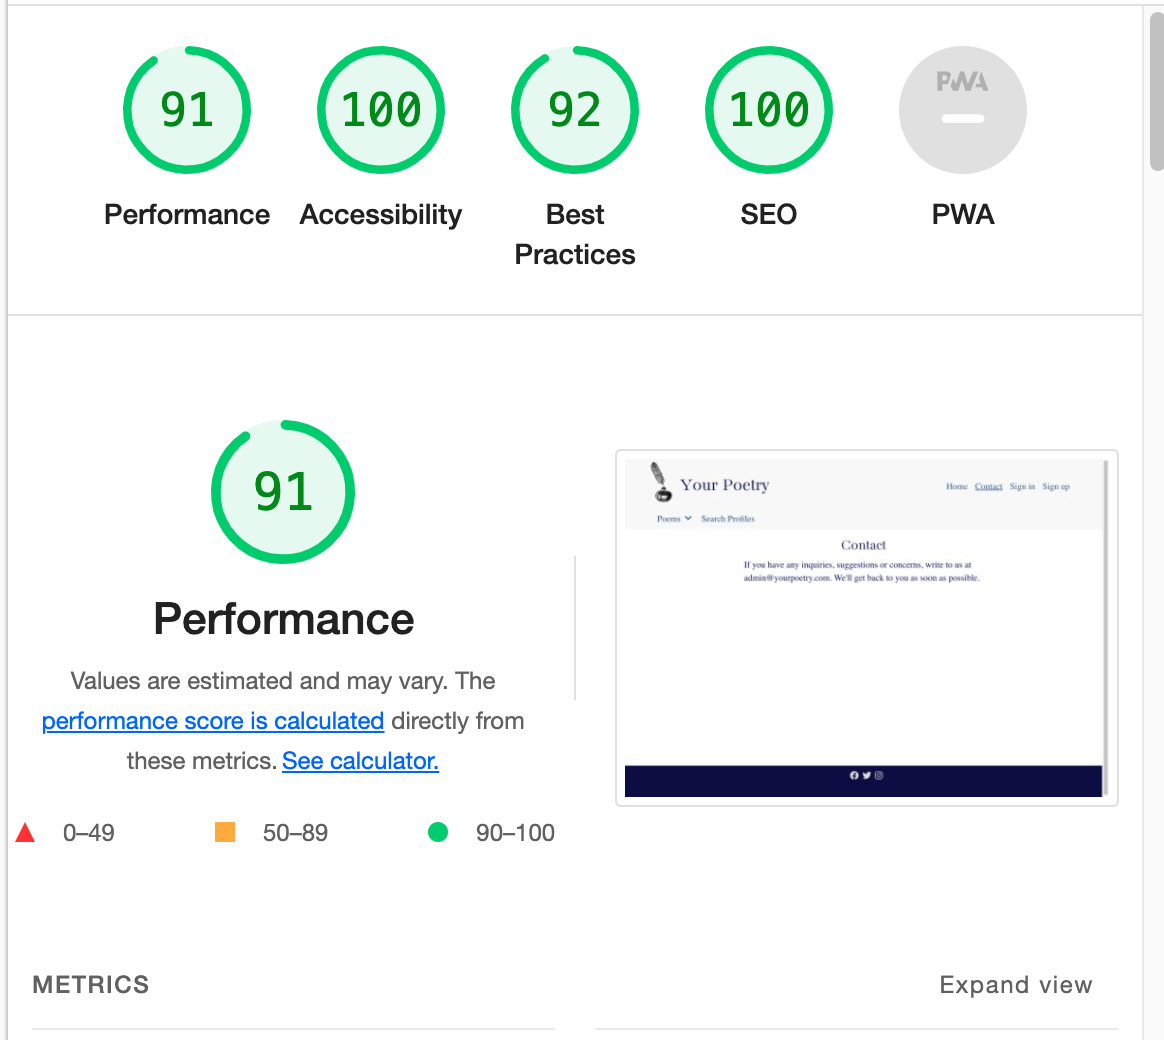 91
100
92
100
PWA
Performance
Accessibility
Best
Practices
SEO
PWA
91
Performance
Values are estimated and may vary. The
performance score is calculated directly from
these metrics. See calculator.
0–49
50–89
90–100
Your Poetry
Home Contact Sign in Sign up
Poems Search Profiles
Contact
If you have any inquiries, suggestions or concerns, write to us at
admin@yourpoetry.com. We'll get back to you as soon as possible.
METRICS
Expand view